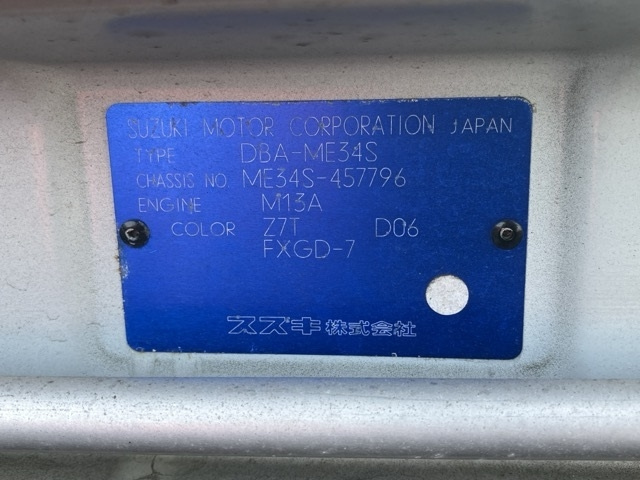 SUZUKI MOTOR CORPORATION JAPAN
TYPE DBA-ME34S
CHASSIS NO. ME34S-457796
ENGINE M13A
COLOR Z7T D06
FXGD-7
スズキ株式会社